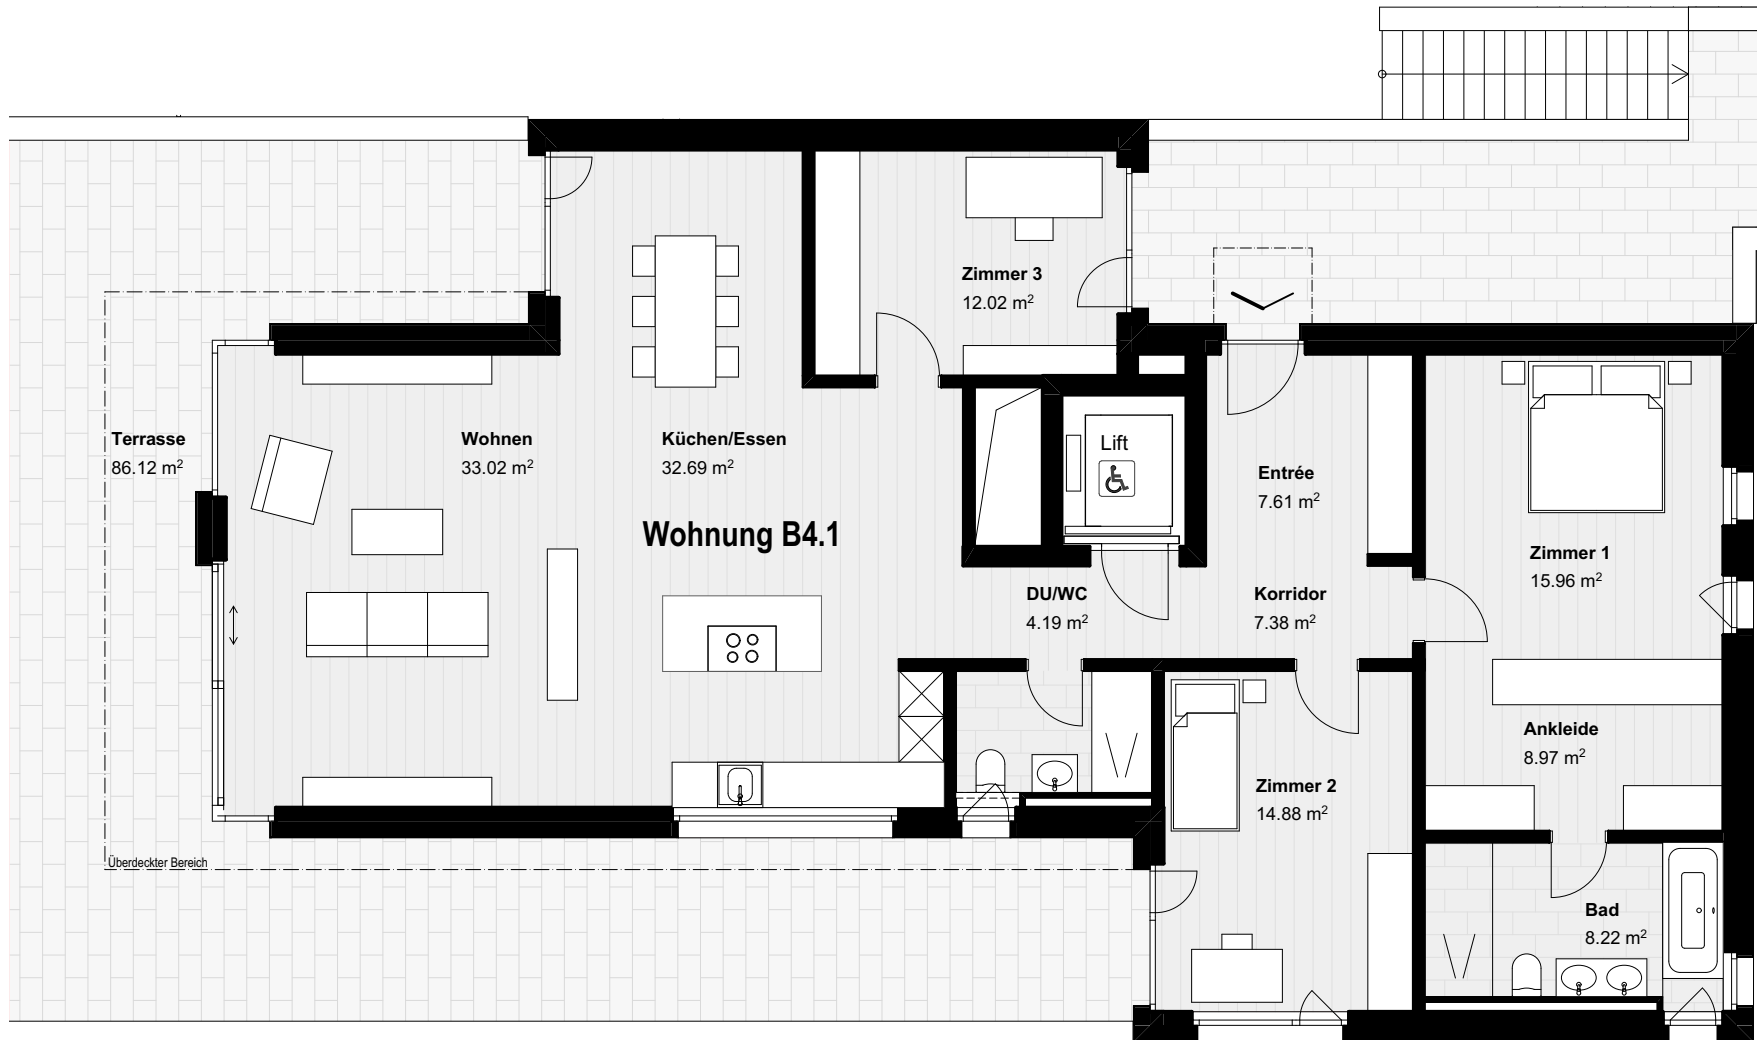 Zimmer 3
12.02 m²
Terrasse
86.12 m²
Wohnen
33.02 m²
Küchen/Essen
32.69 m²
Lift
Entrée
7.61 m²
Wohnung B4.1
Zimmer 1
15.96 m²
DU/WC
4.19 m²
Korridor
7.38 m²
Ankleide
8.97 m²
Zimmer 2
14.88 m²
Überdeckter Bereich
Bad
8.22 m²